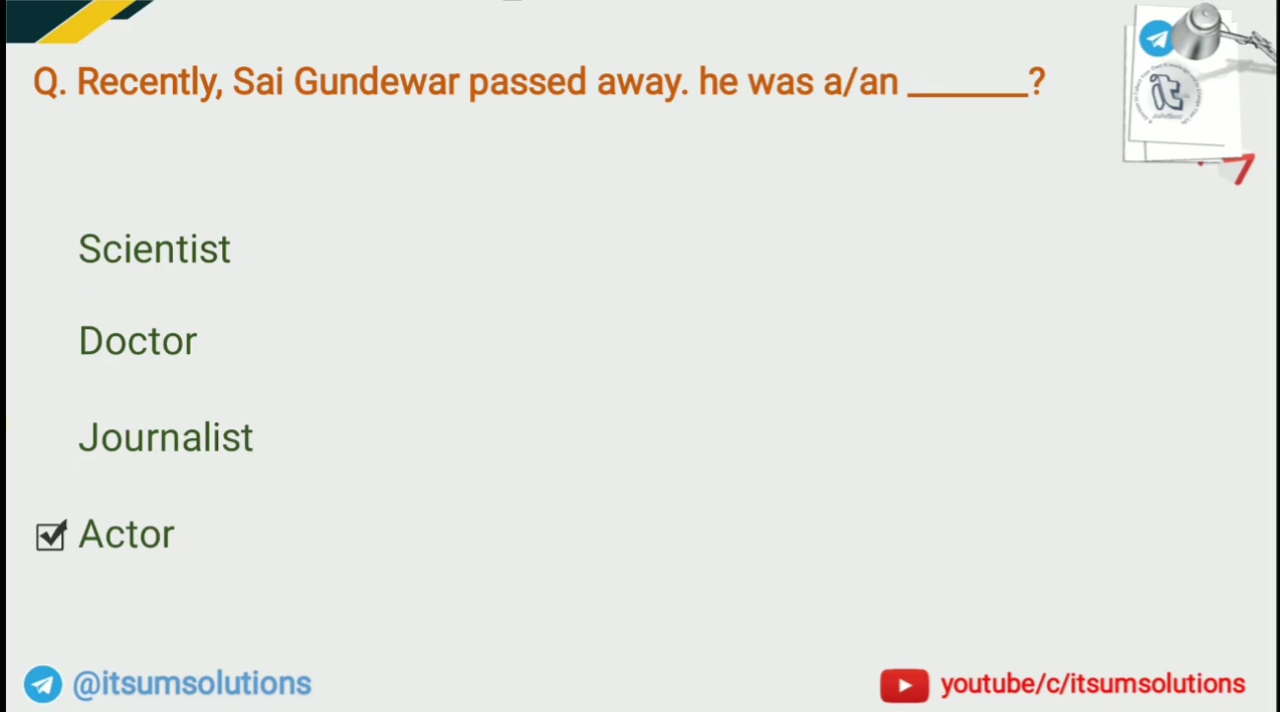 Q. Recently, Sai Gundewar passed away. he was a/an _______?
Scientist
Doctor
Journalist
Actor
@itsumsolutions
youtube/c/itsumsolutions